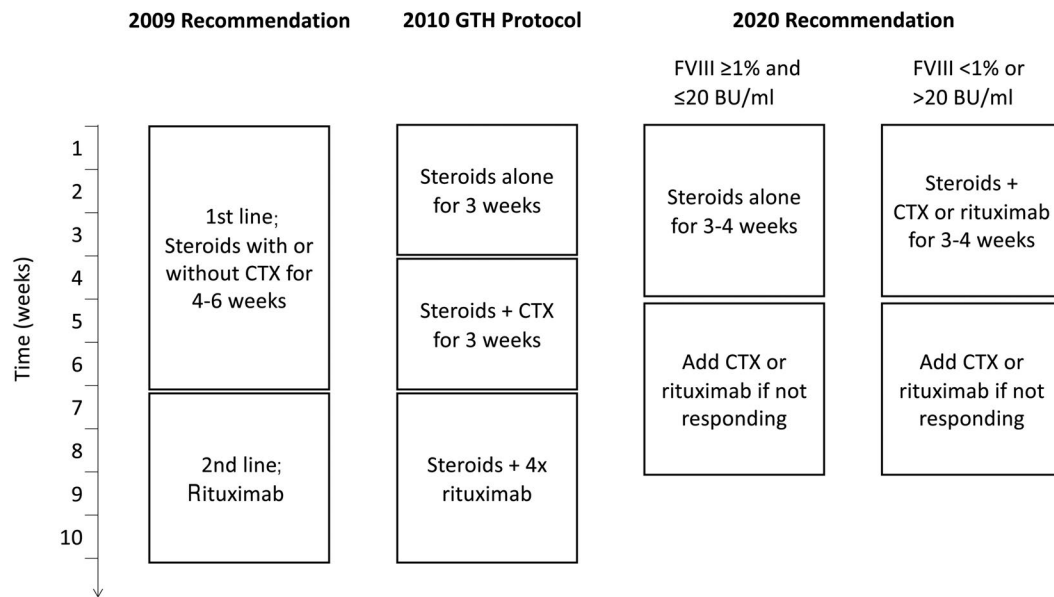 2009 Recommendation
2010 GTH Protocol
2020 Recommendation
FVIII ≥1% and
≤20 BU/ml
FVIII <1% or
>20 BU/ml
Time (weeks)
1
2
3
4
5
6
7
8
9
10
1st line;
Steroids with or
without CTX for
4-6 weeks
2nd line;
Rituximab
Steroids alone
for 3 weeks
Steroids + CTX
for 3 weeks
Steroids + 4x
rituximab
Steroids alone
for 3-4 weeks
Add CTX or
rituximab if not
responding
Steroids +
CTX or rituximab
for 3-4 weeks
Add CTX or
rituximab if not
responding